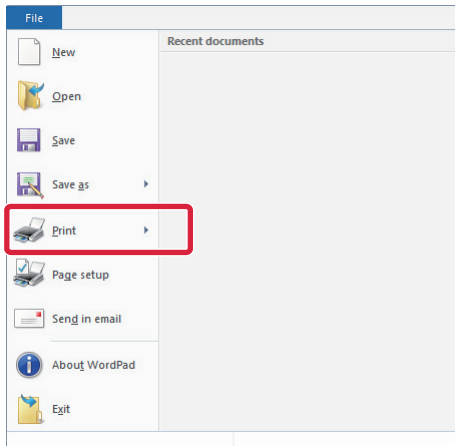 File
Recent documents
New
Open
Save
Save as
Print
Page setup
Send in email
About WordPad
Exit